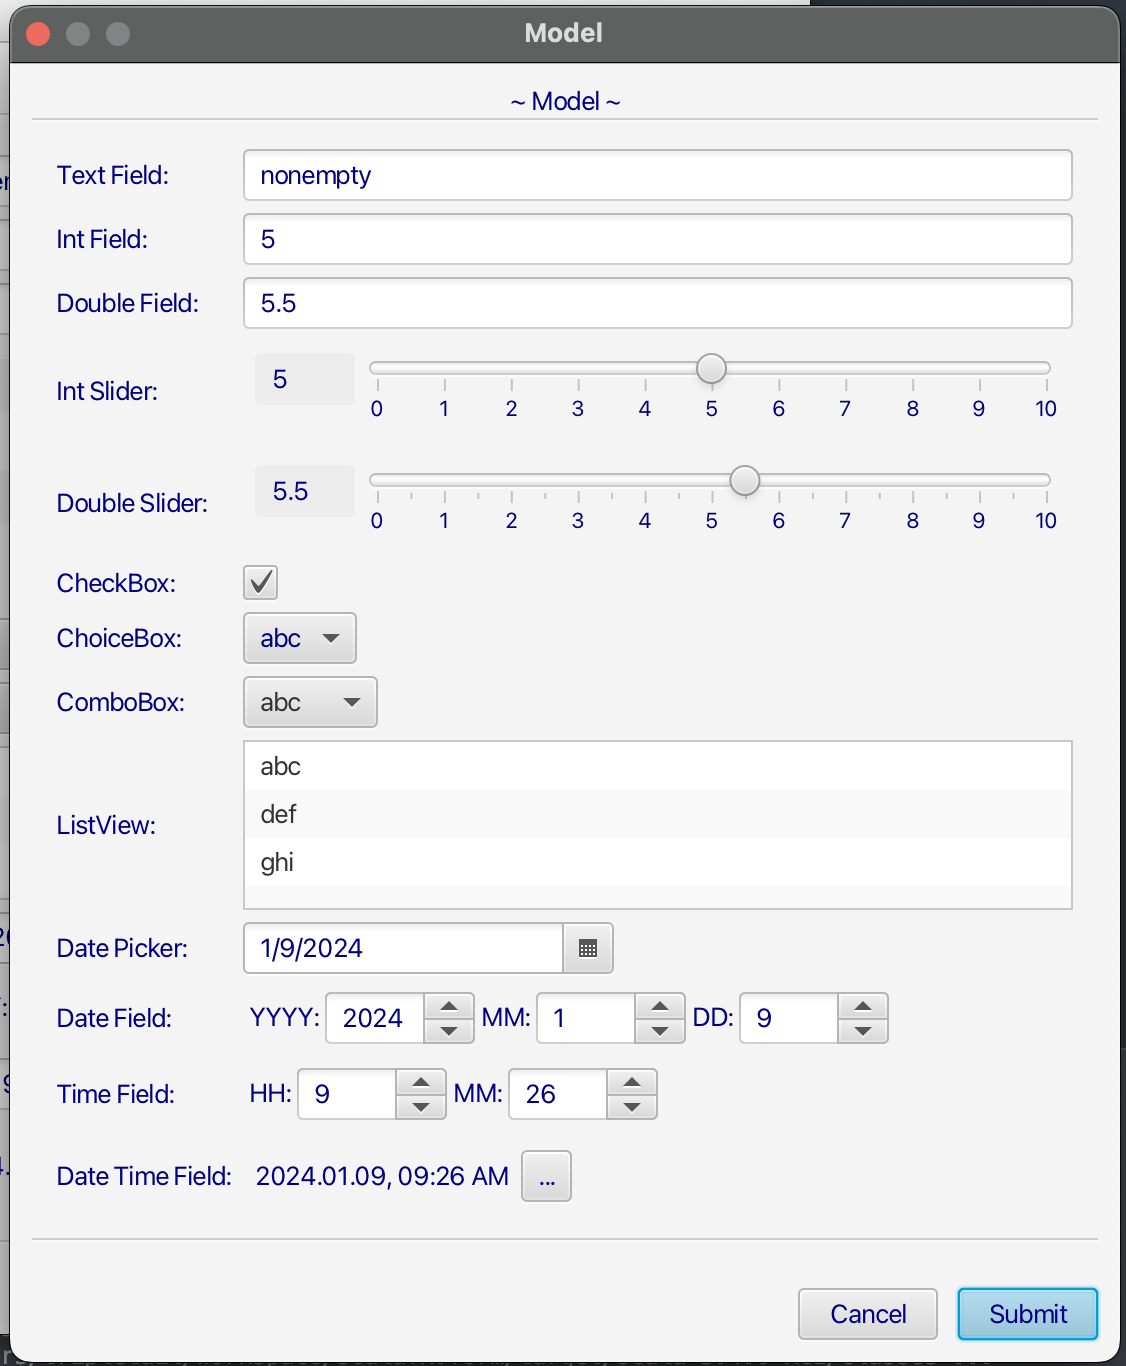 Model
~ Model ~
Text Field: nonempty
Int Field: 5
Double Field: 5.5
Int Slider: 5
0 1 2 3 4 5 6 7 8 9 10
Double Slider: 5.5
0 1 2 3 4 5 6 7 8 9 10
CheckBox:
ChoiceBox: abc
ComboBox: abc
abc
def
ListView:
ghi
Date Picker: 1/9/2024
Date Field: YYYY: 2024 MM: 1 DD: 9
Time Field: HH: 9 MM: 26
Date Time Field: 2024.01.09, 09:26 AM ...
Cancel Submit